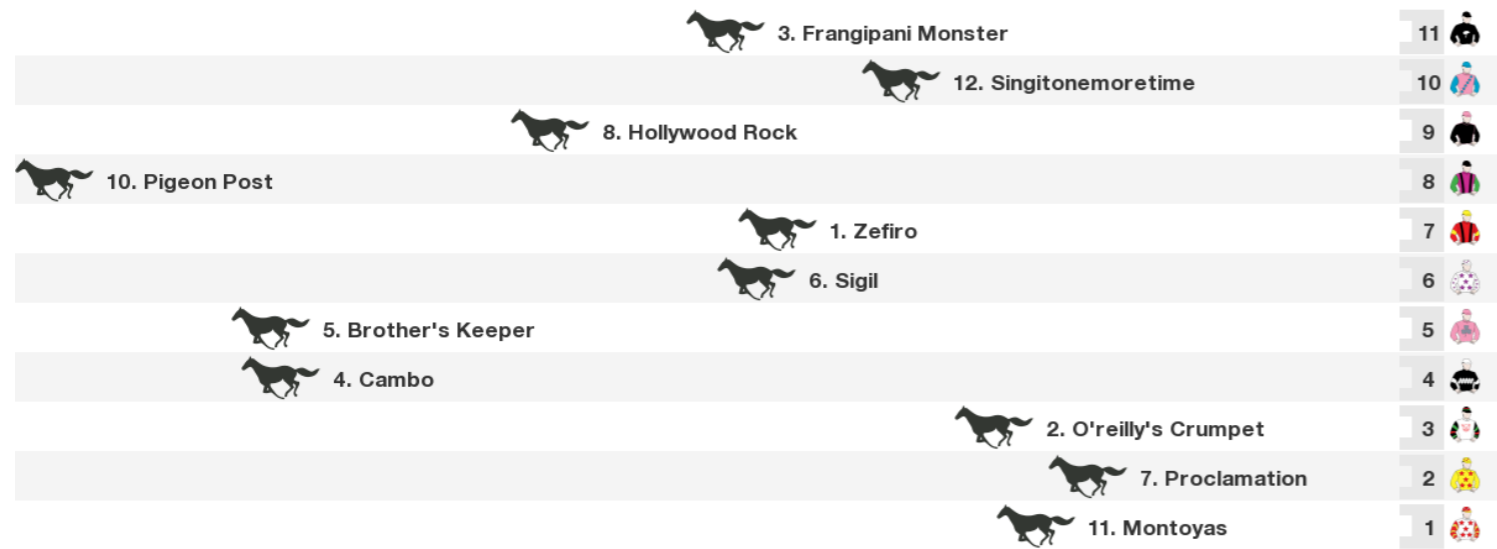 3. Frangipani Monster 11
12. Singitonemoretime 10
8. Hollywood Rock 9
10. Pigeon Post 8
1. Zefiro 7
6. Sigil 6
5. Brother's Keeper 5
4. Cambo 4
2. O'reilly's Crumpet 3
7. Proclamation 2
11. Montoyas 1